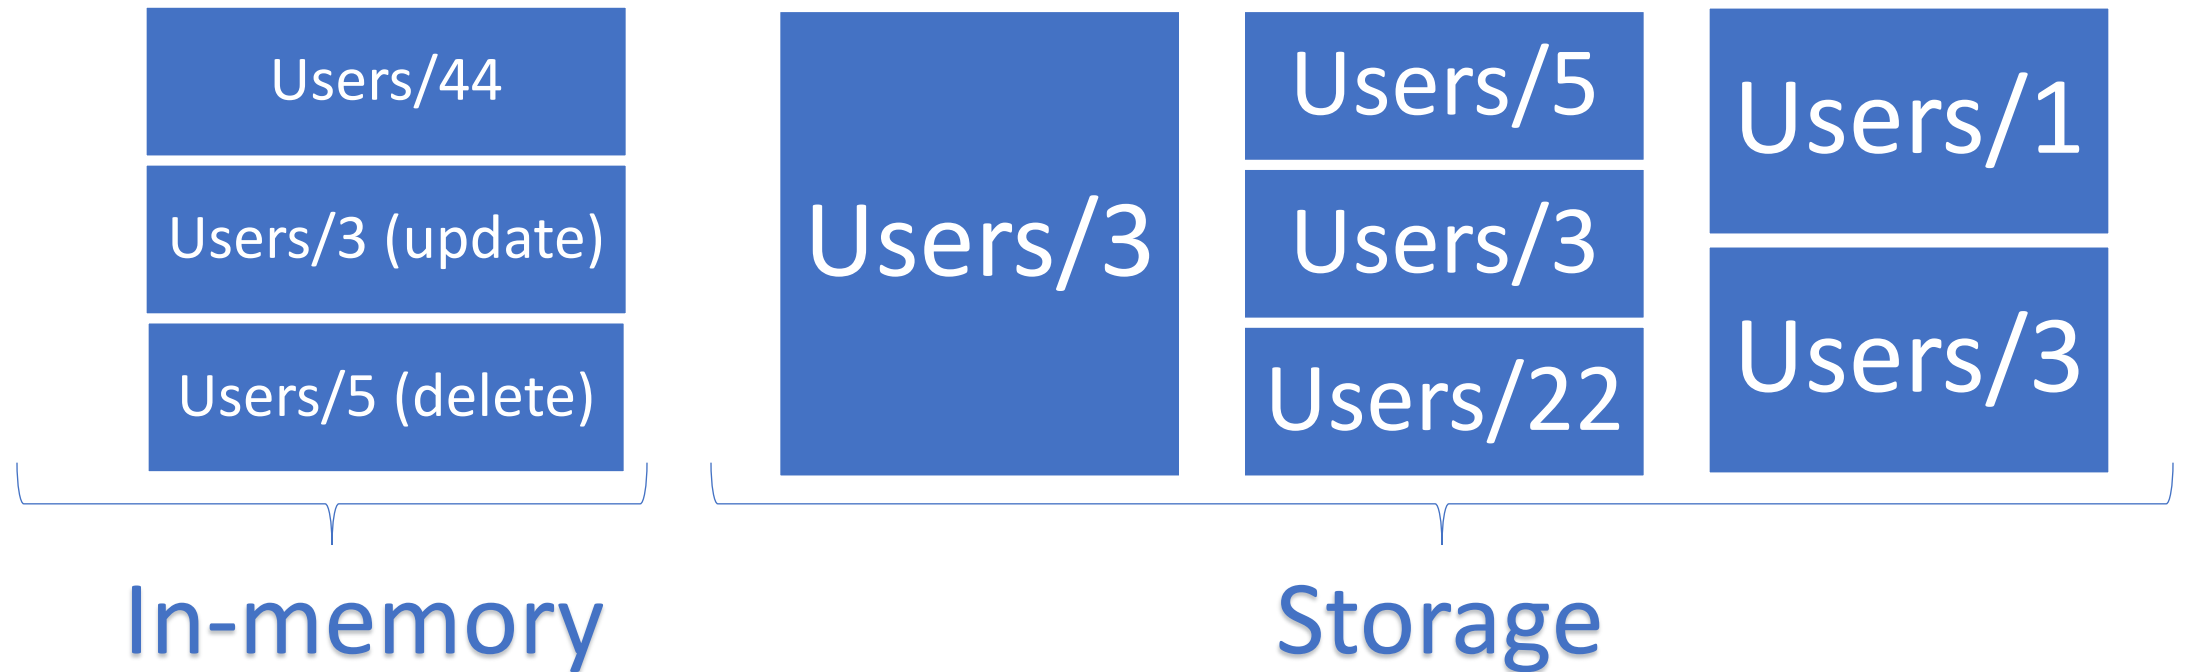 Users/44
Users/3 (update)
Users/5 (delete)
In-memory
Users/3
Users/5
Users/3
Users/22
Users/1
Users/3
Storage